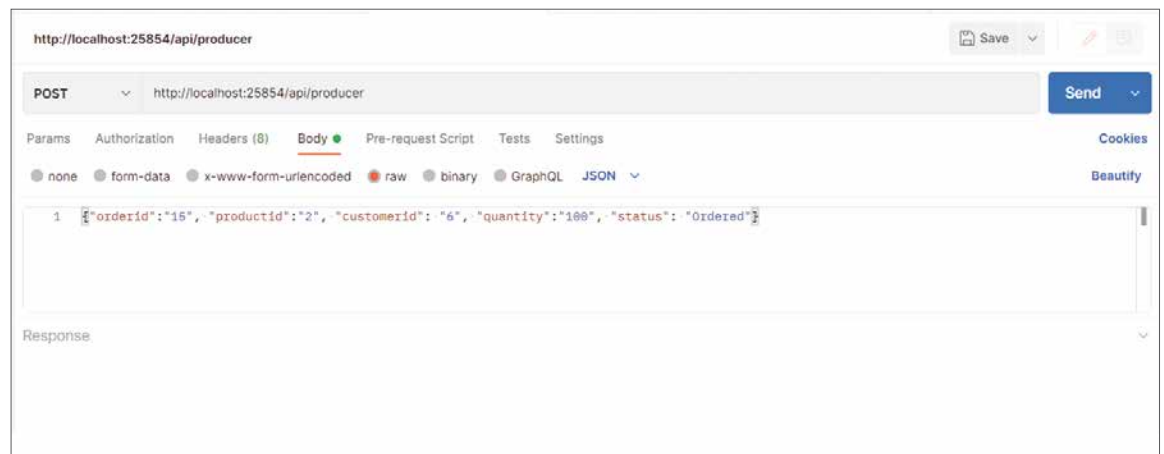 http://localhost:25854/api/producer Save
POST http://localhost:25854/api/producer Send
Params Authorization Headers (8) Body Pre-request Script Tests Settings Cookies
none form-data x-www-form-urlencoded raw binary GraphQL JSON Beautify
1 {"orderid":"15", "productid":"2", "customerid": "6", "quantity":"100", "status": "Ordered"}
Response